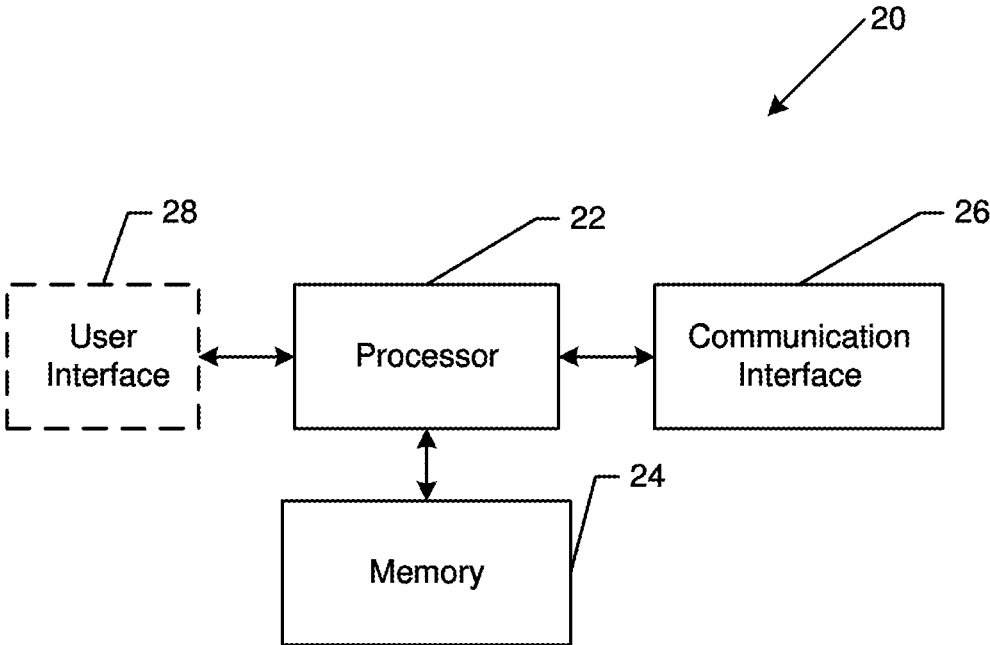 20
28
22
26
User
Interface
Processor
Communication
Interface
24
Memory